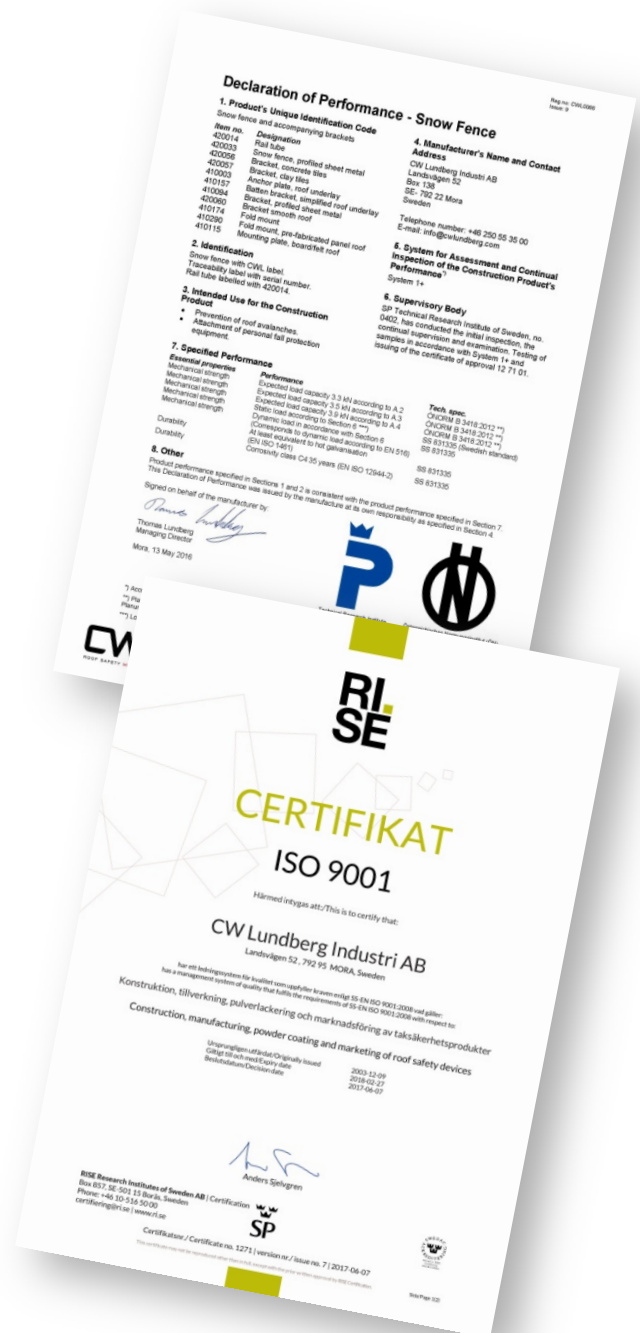 Reg no: CWL0086
Issue: 9
Declaration of Performance - Snow Fence
1. Product's Unique Identification Code
Snow fence and accompanying brackets
Item no. Designation
420014 Rail tube
420033 Snow fence, profiled sheet metal
420056 Bracket, concrete tiles
420057 Bracket, clay tiles
410003 Anchor plate, roof underlay
410157 Batten bracket, simplified roof underlay
410094 Bracket, profiled sheet metal
420060 Bracket smooth roof
410174 Fold mount
410290 Fold mount, pre-fabricated panel roof
410115 Mounting plate, board/felt roof
2. Identification
Snow fence with CWL label.
Traceability label with serial number.
Rail tube labelled with 420014.
3. Intended Use for the Construction
Product
• Prevention of roof avalanches.
• Attachment of personal fall protection
equipment.
4. Manufacturer's Name and Contact
Address
CW Lundberg Industri AB
Landsvägen 52
Box 138
SE- 792 22 Mora
Sweden
Telephone number: +46 250 55 35 00
E-mail: info@cwlundberg.com
5. System for Assessment and Continual
Inspection of the Construction Product's
Performance*)
System 1+
6. Supervisory Body
SP Technical Research Institute of Sweden, no.
0402, has conducted the initial inspection, the
continual supervision and examination. Testing of
samples in accordance with System 1+ and
issuing of the certificate of approval 12 71 01.
7. Specified Performance
Essential properties Performance Tech. spec.
Mechanical strength Expected load capacity 3.3 kN according to A.2 ÖNORM B 3418:2012 **)
Mechanical strength Expected load capacity 3.5 kN according to A.3 ÖNORM B 3418:2012 **)
Mechanical strength Expected load capacity 3.9 kN according to A.4 ÖNORM B 3418:2012 **)
Mechanical strength Static load according to Section 6 ***) SS 831335 (Swedish standard)
Mechanical strength Dynamic load in accordance with Section 6 SS 831335
(Corresponds to dynamic load according to EN 516)
Durability At least equivalent to hot galvanisation SS 831335
(EN ISO 1461)
Durability Corrosivity class C4 35 years (EN ISO 12944-2) SS 831335
8. Other
Product performance specified in Sections 1 and 2 is consistent with the product performance specified in Section 7.
This Declaration of Performance was issued by the manufacture at its own responsibility as specified in Section 4.
Signed on behalf of the manufacturer by:
Thomas Lundberg
Managing Director
Mora, 13 May 2016
*) Acc
**) Pla
Planun
***) Lo
CW
ROOF SAFETY
RI.
SE
CERTIFIKAT
ISO 9001
Härmed intygas att:/This is to certify that:
CW Lundberg Industri AB
Landsvägen 52 , 792 95 MORA, Sweden
har ett ledningssystem för kvalitet som uppfyller kraven enligt SS-EN ISO 9001:2008 vad gäller:
has a management system of quality that fulfils the requirements of SS-EN ISO 9001:2008 with respect to:
Konstruktion, tillverkning, pulverlackering och marknadsföring av taksäkerhetsprodukter
Construction, manufacturing, powder coating and marketing of roof safety devices
Ursprungligen utfärdat/Originally issued 2003-12-09
Giltigt till och med/Expiry date 2018-02-27
Beslutsdatum/Decision date 2017-06-07
Anders Sjelvgren
RISE Research Institutes of Sweden AB | Certification
Box 857, SE-501 15 Borås, Sweden
Phone: +46 10-516 50 00
certifiering@ri.se | www.ri.se
SP
Certifikatsnr./ Certificate no. 1271 | version nr./ issue no. 7 | 2017-06-07